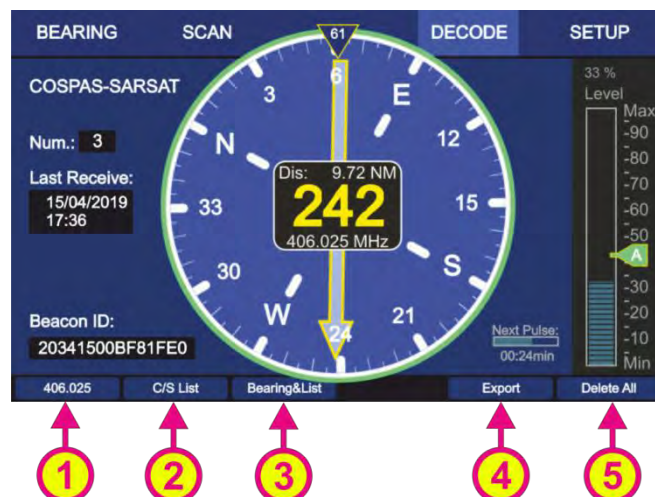 BEARING SCAN DECODE SETUP
61
COSPAS-SARSAT
Num.: 3
Last Receive:
15/04/2019
17:36
Beacon ID:
20341500BF81FE0
6
E
12
15
S
21
24
W
30
33
N
3
Dis: 9.72 NM
242
406.025 MHz
Next Pulse:
00:24min
33 %
Level
Max
-90
-80
-70
-60
-50
A
-30
-20
-10
Min
406.025 C/S List Bearing&List Export Delete All
1 2 3 4 5